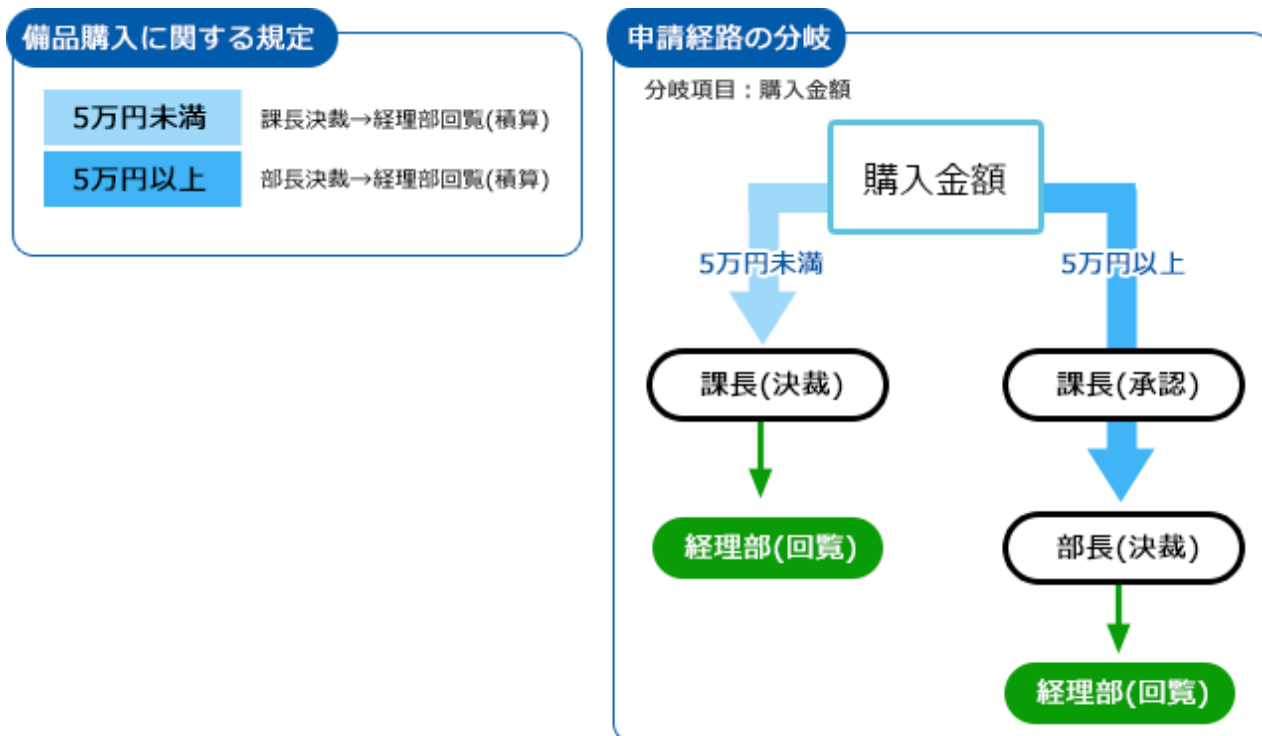 備品購入に関する規定
5万円未満 課長決裁→経理部回覧(積算)
5万円以上 部長決裁→経理部回覧(積算)
申請経路の分岐
分岐項目：購入金額
購入金額
5万円未満
5万円以上
課長(決裁)
課長(承認)
経理部(回覧)
部長(決裁)
経理部(回覧)